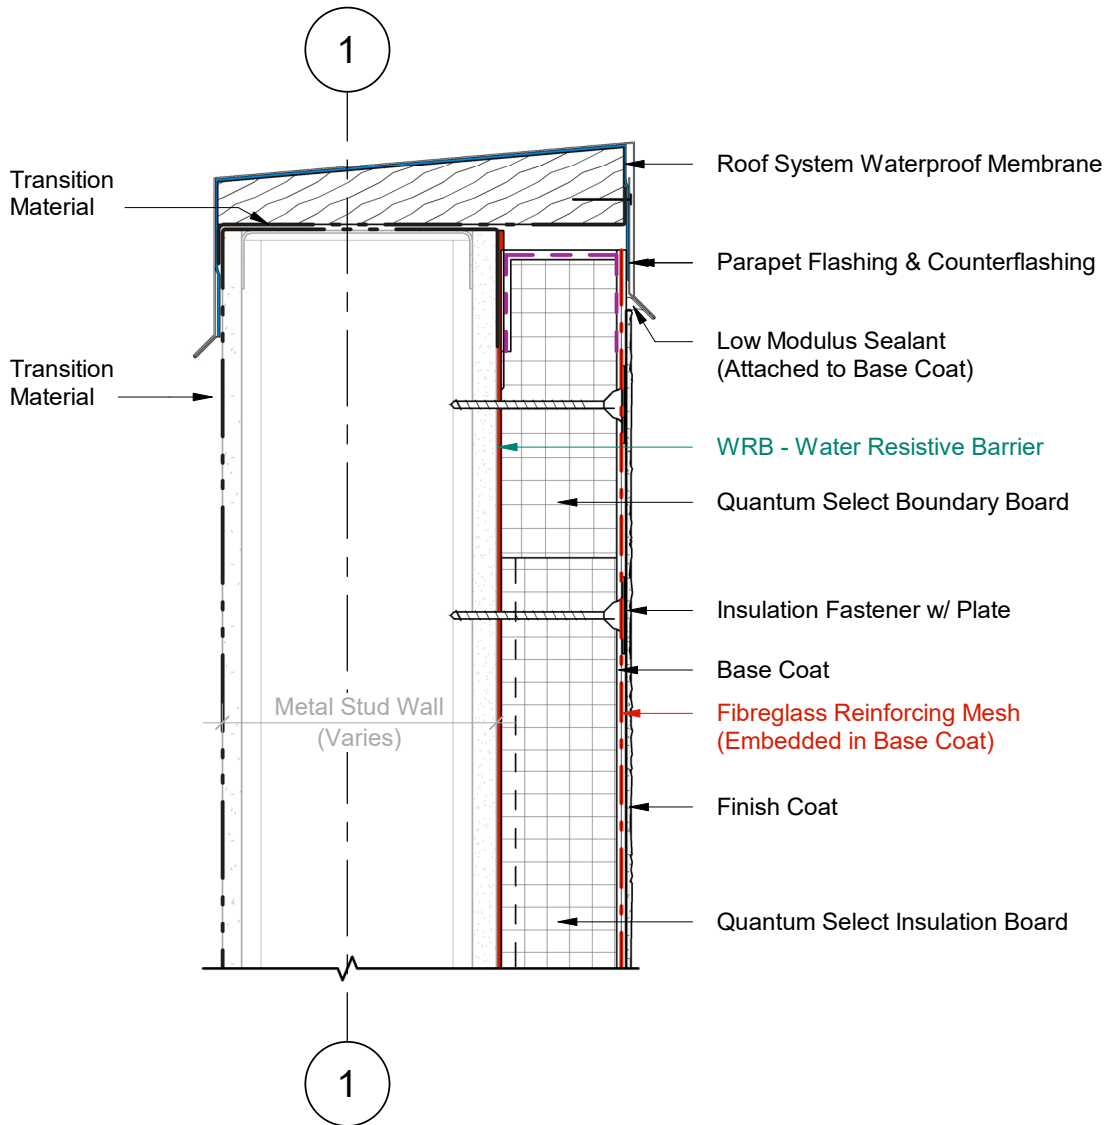 1
Transition
Material
Roof System Waterproof Membrane
Parapet Flashing & Counterflashing
Low Modulus Sealant
(Attached to Base Coat)
Transition
Material
WRB - Water Resistive Barrier
Quantum Select Boundary Board
Insulation Fastener w/ Plate
Base Coat
Metal Stud Wall
(Varies)
Fibreglass Reinforcing Mesh
(Embedded in Base Coat)
Finish Coat
Quantum Select Insulation Board
1